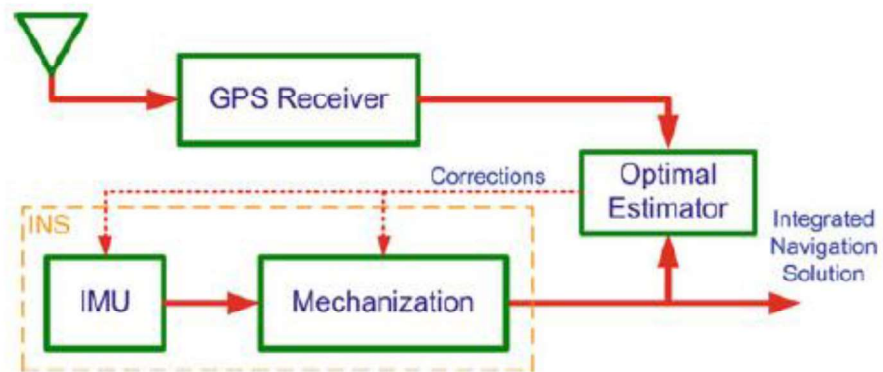 GPS Receiver
Corrections
Optimal
Estimator
Integrated
Navigation
Solution
INS
IMU
Mechanization